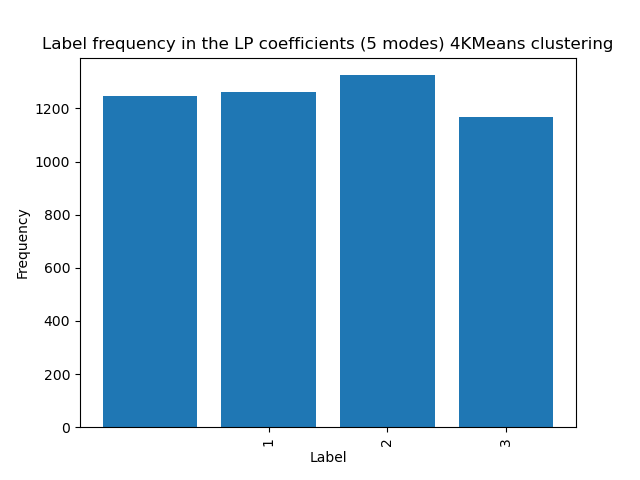 Label frequency in the LP coefficients (5 modes) 4KMeans clustering
1200
1000
800
600
400
200
0
Frequency
1 2 3
Label